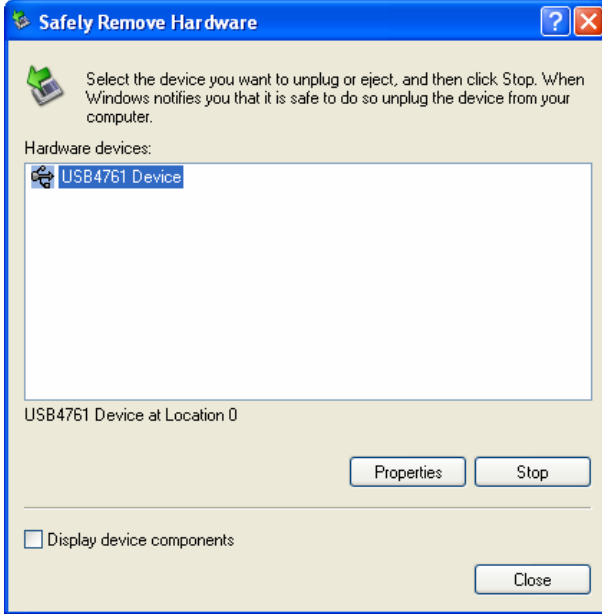 Safely Remove Hardware
Select the device you want to unplug or eject, and then click Stop. When
Windows notifies you that it is safe to do so unplug the device from your
computer.
Hardware devices:
USB4761 Device
USB4761 Device at Location 0
Properties Stop
Display device components
Close